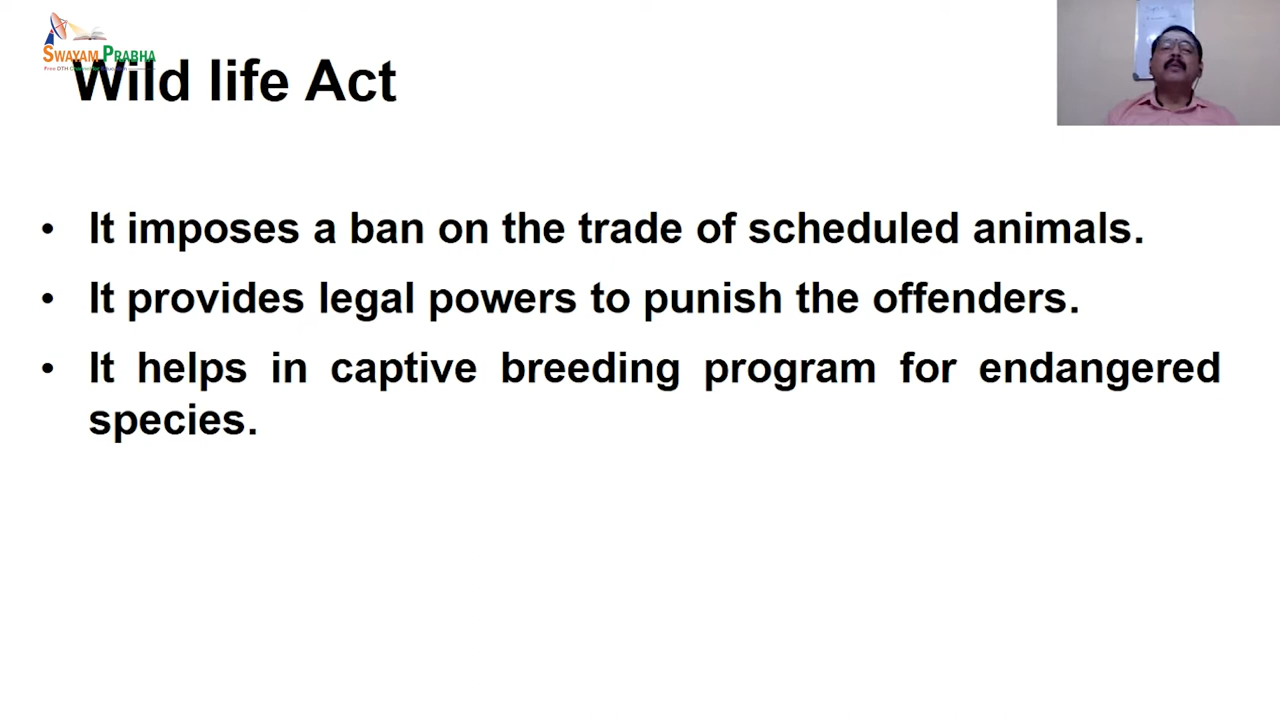 SWAYAM PRABHA
Wild life Act
• It imposes a ban on the trade of scheduled animals.
• It provides legal powers to punish the offenders.
• It helps in captive breeding program for endangered
species.